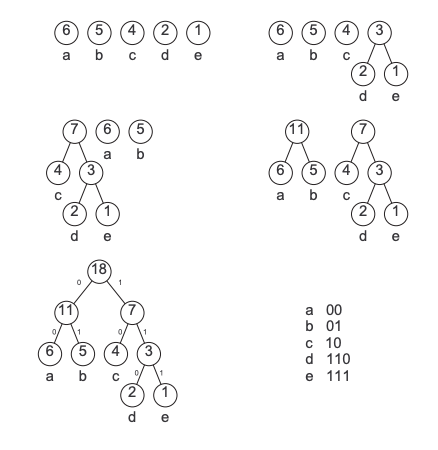 6 5 4 2 1
a b c d e
6 5 4 3
a b c
2 1
d e
7 6 5
a b
4 3
c
2 1
d e
11 7
6 5 4 3
a b c
2 1
d e
18
0 1
11 7
0 1 0 1
6 5 4 3
a b c
0 1
2 1
d e
a 00
b 01
c 10
d 110
e 111